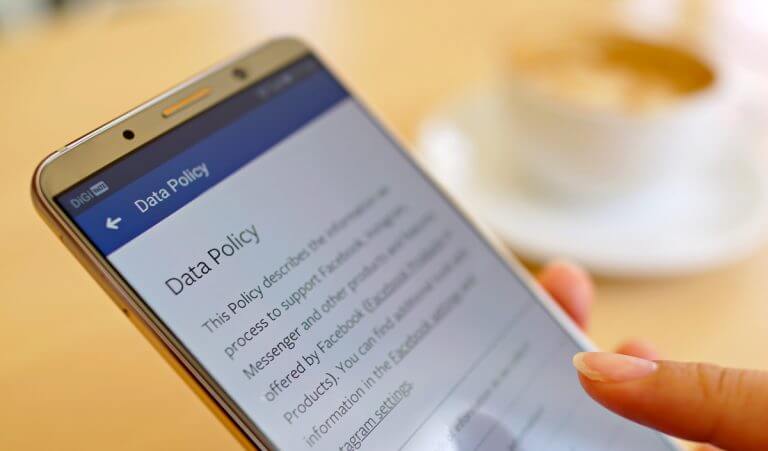 DiGi
Data Policy
Data Policy
This Policy describes the information we
process to support Facebook, Instagram,
Messenger and other products and features
offered by Facebook (Facebook Products
Products). You can find additional tools and
information in the Facebook settings and
tagram settings.